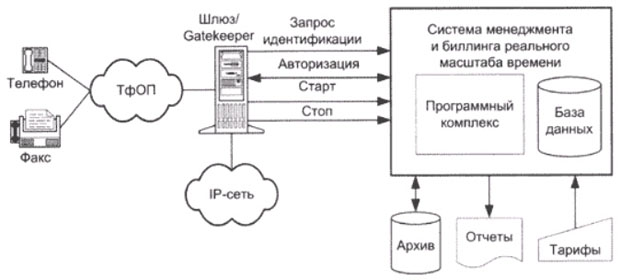 Телефон
Факс
ТфОП
Шлюз/
Gatekeeper
IP-сеть
Запрос
идентификации
Авторизация
Старт
Стоп
Система менеджмента
и биллинга реального
масштаба времени
Программный
комплекс
База
данных
Архив
Отчеты
Тарифы